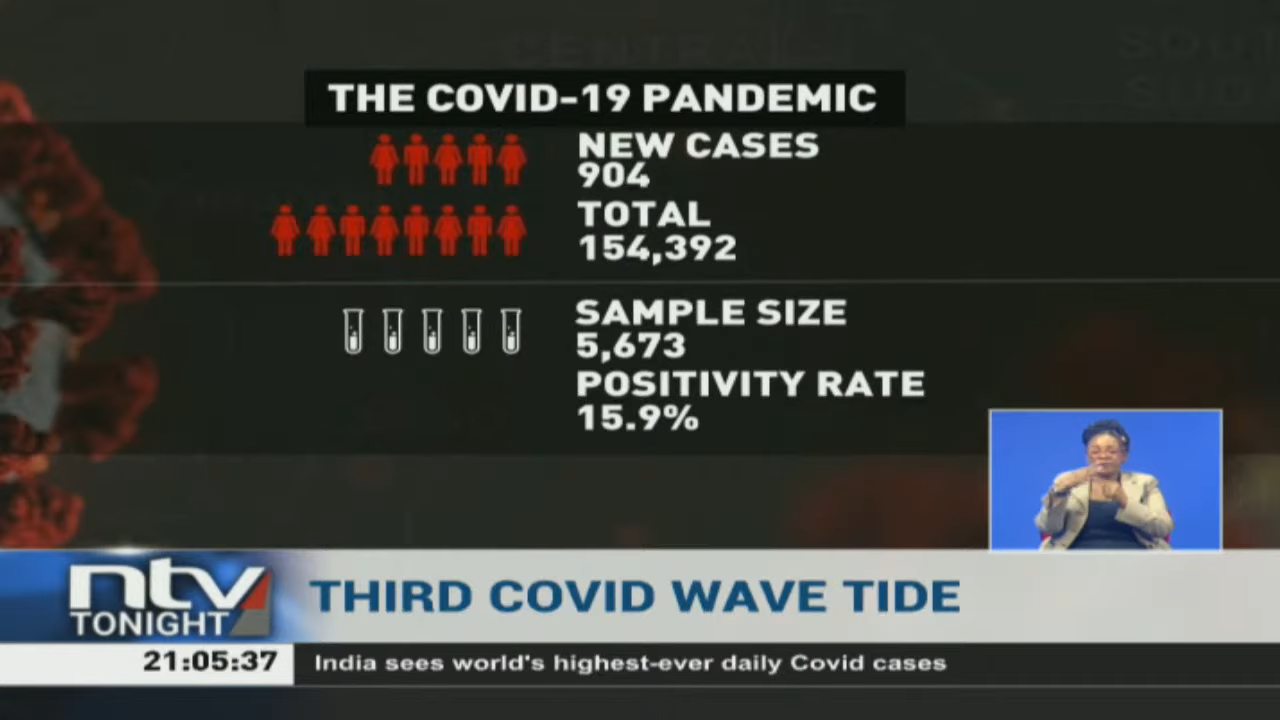 CENTRAL
THE COVID-19 PANDEMIC
NEW CASES
904
TOTAL
154,392
SAMPLE SIZE
5,673
POSITIVITY RATE
15.9%
ntv
TONIGHT
THIRD COVID WAVE TIDE
21:05:37
India sees world's highest-ever daily Covid cases